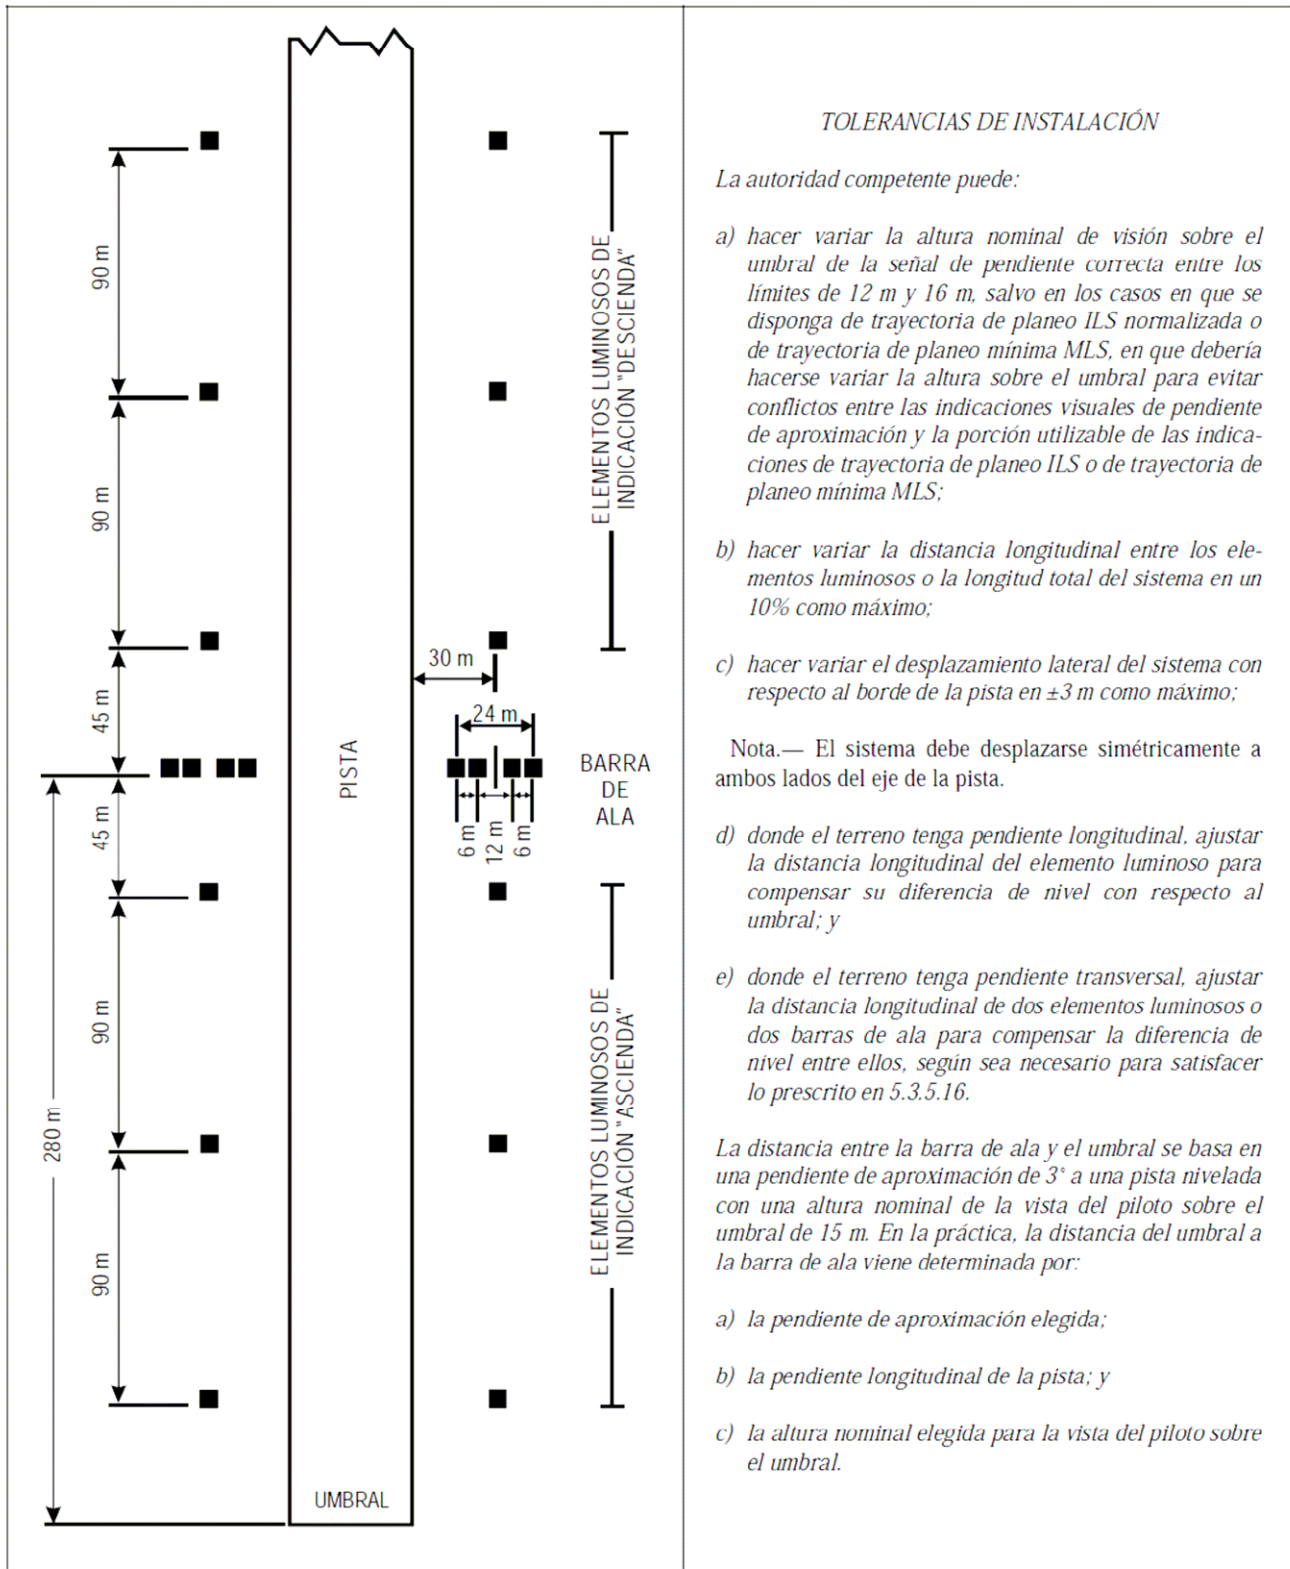 90 m
90 m
45 m
45 m
90 m
90 m
280 m
PISTA
UMBRAL
30 m
24 m
6 m
12 m
6 m
ELEMENTOS LUMINOSOS DE
INDICACIÓN "DESCIENDA"
BARRA
DE
ALA
ELEMENTOS LUMINOSOS DE
INDICACIÓN "ASCIENDA"
TOLERANCIAS DE INSTALACIÓN
La autoridad competente puede:
a) hacer variar la altura nominal de visión sobre el
umbral de la señal de pendiente correcta entre los
límites de 12 m y 16 m, salvo en los casos en que se
disponga de trayectoria de planeo ILS normalizada o
de trayectoria de planeo mínima MLS, en que debería
hacerse variar la altura sobre el umbral para evitar
conflictos entre las indicaciones visuales de pendiente
de aproximación y la porción utilizable de las indica-
ciones de trayectoria de planeo ILS o de trayectoria de
planeo mínima MLS;
b) hacer variar la distancia longitudinal entre los ele-
mentos luminosos o la longitud total del sistema en un
10% como máximo;
c) hacer variar el desplazamiento lateral del sistema con
respecto al borde de la pista en ±3 m como máximo;
Nota.— El sistema debe desplazarse simétricamente a
ambos lados del eje de la pista.
d) donde el terreno tenga pendiente longitudinal, ajustar
la distancia longitudinal del elemento luminoso para
compensar su diferencia de nivel con respecto al
umbral; y
e) donde el terreno tenga pendiente transversal, ajustar
la distancia longitudinal de dos elementos luminosos o
dos barras de ala para compensar la diferencia de
nivel entre ellos, según sea necesario para satisfacer
lo prescrito en 5.3.5.16.
La distancia entre la barra de ala y el umbral se basa en
una pendiente de aproximación de 3° a una pista nivelada
con una altura nominal de la vista del piloto sobre el
umbral de 15 m. En la práctica, la distancia del umbral a
la barra de ala viene determinada por:
a) la pendiente de aproximación elegida;
b) la pendiente longitudinal de la pista; y
c) la altura nominal elegida para la vista del piloto sobre
el umbral.